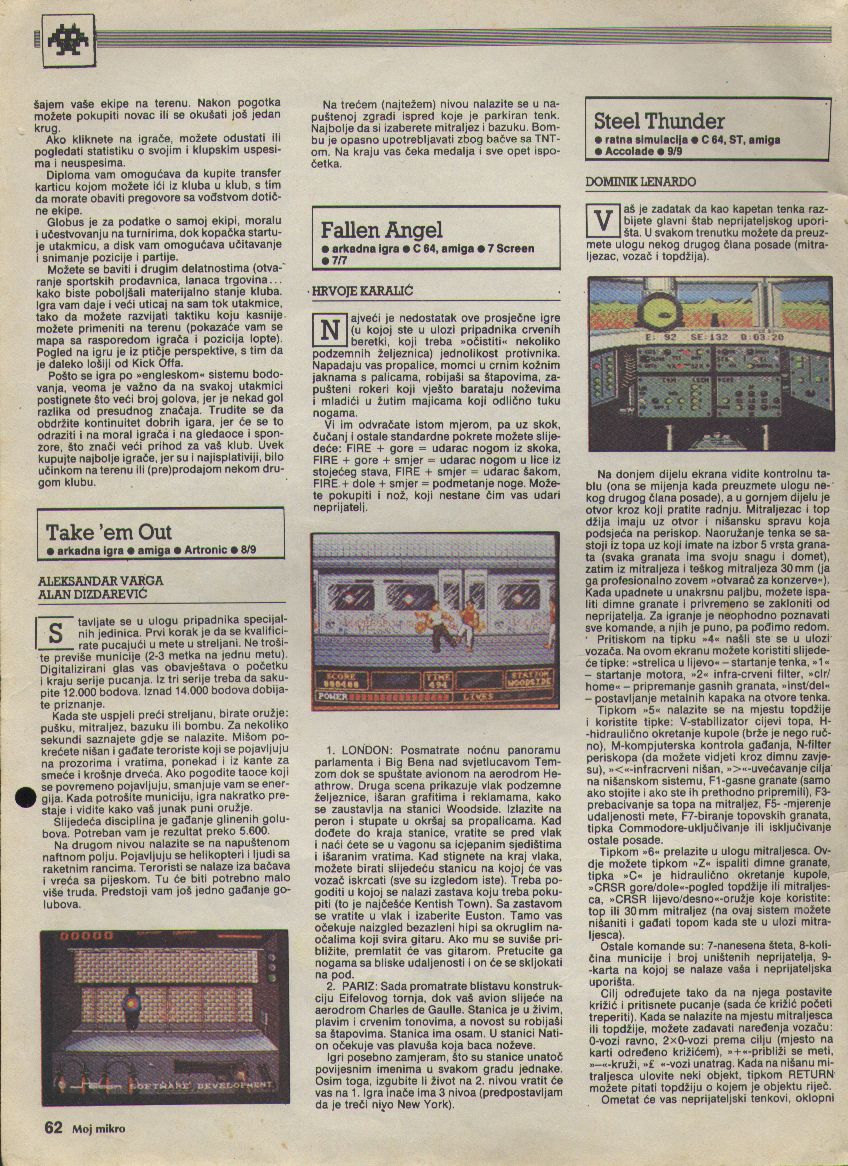 šajem vaše ekipe na terenu. Nakon pogotka
možete pokupiti novac ili se okušati još jedan
krug.
Ako kliknete na igrače, možete odustati ili
pogledati statistiku o svojim i klupskim uspesi-
ma i neuspesima.
Diploma vam omogućava da kupite transfer
karticu kojom možete ići iz kluba u klub, s tim
da morate obaviti pregovore sa vođstvom dotič-
ne ekipe.
Globus je za podatke o samoj ekipi, moralu
i učestvovanju na turnirima, dok kopačka startu-
je utakmicu, a disk vam omogućava učitavanje
i snimanje pozicije i partije.
Možete se baviti i drugim delatnostima (otva-
ranje sportskih prodavnica, lanaca trgovina...
kako biste poboljšali materijalno stanje kluba.
Igra vam daje i veći uticaj na sam tok utakmice,
tako da možete razvijati taktiku koju kasnije
možete primeniti na terenu (pokazaće vam se
mapa sa rasporedom igrača i pozicija lopte).
Pogled na igru je iz ptičje perspektive, s tim da
je daleko lošiji od Kick Offa.
Pošto se igra po »engleskom« sistemu bodo-
vanja, veoma je važno da na svakoj utakmici
postignete što veći broj golova, jer je nekad gol
razlika od presudnog značaja. Trudite se da
obdržite kontinuitet dobrih igara, jer će se to
odraziti i na moral igrača i na gledaoce i spon-
zore, što znači veći prihod za vaš klub. Uvek
kupujte najbolje igrače, jer su i najisplativiji, bilo
učinkom na terenu ili (pre)prodajom nekom dru-
gom klubu.
Take 'em Out
● arkadna igra ● amiga ● Artronic ● 8/9
ALEKSANDAR VARGA
ALAN DIZDAREVIĆ
Stavljate se u ulogu pripadnika specijal-
nih jedinica. Prvi korak je da se kvalifici-
rate pucajući u mete u streljani. Ne troši-
te previše municije (2-3 metka na jednu metu).
Digitalizirani glas vas obavještava o početku
i kraju serije pucanja. Iz tri serije treba da saku-
pite 12.000 bodova. Iznad 14.000 bodova dobija-
te priznanje.
Kada ste uspjeli preći streljanu, birate oružje:
pušku, mitraljez, bazuku ili bombu. Za nekoliko
sekundi saznajete gdje se nalazite. Mišom po-
krećete nišan i gađate teroriste koji se pojavljuju
na prozorima i vratima, ponekad i iz kante za
smeće i krošnje drveća. Ako pogodite taoce koji
se povremeno pojavljuju, smanjuje vam se ener-
gija. Kada potrošite municiju, igra nakratko pre-
staje i vidite kako vaš junak puni oružje.
Slijedeća disciplina je gađanje glinenih golu-
bova. Potreban vam je rezultat preko 5.600.
Na drugom nivou nalazite se na napuštenom
naftnom polju. Pojavljuju se helikopteri i ljudi sa
raketnim rancima. Teroristi se nalaze iza bačava
i vreća sa pijeskom. Tu će biti potrebno malo
više truda. Predstoji vam još jedno gađanje go-
lubova.
00000
SOFTWARE DEVELOPMENT
62 Moj mikro
Na trećem (najtežem) nivou nalazite se u na-
puštenoj zgradi ispred koje je parkiran tenk.
Najbolje da si izaberete mitraljez i bazuku. Bom-
bu je opasno upotrebljavati zbog bačve sa TNT-
om. Na kraju vas čeka medalja i sve opet ispo-
četka.
Fallen Angel
● arkadna igra ● C 64, amiga ● 7 Screen
● 7/7
HRVOJE KARALIĆ
Najveći je nedostatak ove prosječne igre
(u kojoj ste u ulozi pripadnika crvenih
beretki, koji treba »očistiti« nekoliko
podzemnih željeznica) jednolikost protivnika.
Napadaju vas propalice, momci u crnim kožnim
jaknama s palicama, robijaši sa štapovima, za-
pušteni rokeri koji vješto barataju noževima
i mladići u žutim majicama koji odlično tuku
nogama.
Vi im odvraćate istom mjerom, pa uz skok,
čučanj i ostale standardne pokrete možete slije-
deće: FIRE + gore = udarac nogom iz skoka,
FIRE + gore + smjer = udarac nogom u lice iz
stojećeg stava, FIRE + smjer = udarac šakom,
FIRE + dole + smjer = podmetanje noge. Može-
te pokupiti i nož, koji nestane čim vas udari
neprijatelj.
SCORE
TIME
494
STATION
WOODSIDE
POWER
LIVES
1. LONDON: Posmatrate noćnu panoramu
parlamenta i Big Bena nad svjetlucavom Tem-
zom dok se spuštate avionom na aerodrom He-
athrow. Druga scena prikazuje vlak podzemne
željeznice, išaran grafitima i reklamama, kako
se zaustavlja na stanici Woodside. Izlazite na
peron i stupate u okršaj sa propalicama. Kad
dođete do kraja stanice, vratite se pred vlak
i naći ćete se u vagonu sa icjepanim sjedištima
i išaranim vratima. Kad stignete na kraj vlaka,
možete birati slijedeću stanicu na kojoj će vas
vozač iskrcati (sve su izgledom iste). Treba po-
goditi u kojoj se nalazi zastava koju treba poku-
piti (to je najčešće Kentish Town). Sa zastavom
se vratite u vlak i izaberite Euston. Tamo vas
očekuje naizgled bezazleni hipi sa okruglim na-
očalima koji svira gitaru. Ako mu se suviše pri-
bližite, premlatit će vas gitarom. Pretucite ga
nogama sa bliske udaljenosti i on će se skljokati
na pod.
2. PARIZ: Sada promatrate blistavu konstruk-
ciju Eifelovog tornja, dok vaš avion slijeće na
aerodrom Charles de Gaulle. Stanica je u živim,
plavim i crvenim tonovima, a novost su robijaši
sa štapovima. Stanica ima osam. U stanici Nati-
on očekuje vas plavuša koja baca noževe.
Igri posebno zamjeram, što su stanice unatoč
povijesnim imenima u svakom gradu jednake.
Osim toga, izgubite li život na 2. nivou vratit će
vas na 1. Igra inače ima 3 nivoa (predpostavljam
da je treči nivo New York).
Steel Thunder
● ratna simulacija ● C 64, ST, amiga
● Accolade ● 9/9
DOMINIK LENARDO
Vaš je zadatak da kao kapetan tenka raz-
bijete glavni štab neprijateljskog upori-
šta. U svakom trenutku možete da preuz-
mete ulogu nekog drugog člana posade (mitra-
ljezac, vozač i topdžija).
E: 92 SE:132 0:03:20
Na donjem dijelu ekrana vidite kontrolnu ta-
blu (ona se mijenja kada preuzmete ulogu ne-
kog drugog člana posade), a u gornjem dijelu je
otvor kroz koji pratite radnju. Mitraljezac i top
džija imaju uz otvor i nišansku spravu koja
podsjeća na periskop. Naoružanje tenka se sa-
stoji iz topa uz koji imate na izbor 5 vrsta grana-
ta (svaka granata ima svoju snagu i domet),
zatim iz mitraljeza i teškog mitraljeza 30 mm (ja
ga profesionalno zovem »otvarač za konzerve«).
Kada upadnete u unakrsnu paljbu, možete ispa-
liti dimne granate i privremeno se zakloniti od
neprijatelja. Za igranje je neophodno poznavati
sve komande, a njih je puno, pa pođimo redom.
Pritiskom na tipku »4« našli ste se u ulozi
vozača. Na ovom ekranu možete koristiti slijede-
će tipke: »strelica u lijevo« – startanje tenka, »1«
– startanje motora, »2« infra-crveni filter, »clr/
home« – pripremanje gasnih granata, »inst/del«
– postavljanje metalnih kapaka na otvore tenka.
Tipkom »5« nalazite se na mjestu topdžije
i koristite tipke: V-stabilizator cijevi topa, H-
-hidraulično okretanje kupole (brže je nego ruč-
no), M-kompjuterska kontrola gađanja, N-filter
periskopa (da možete vidjeti kroz dimnu zavje-
su), »<«-infracrveni nišan, »>«-uvećavanje cilja
na nišanskom sistemu, F1-gasne granate (samo
ako stojite i ako ste ih prethodno pripremili), F3-
prebacivanje sa topa na mitraljez, F5- -mjerenje
udaljenosti mete, F7-biranje topovskih granata,
tipka Commodore-uključivanje ili isključivanje
ostale posade.
Tipkom »6« prelazite u ulogu mitraljesca. Ov-
dje možete tipkom »Z« ispaliti dimne granate,
tipka »C« je hidraulično okretanje kupole,
»CRSR gore/dole«-pogled topdžije ili mitraljes-
ca, »CRSR lijevo/desno«-oružje koje koristite:
top ili 30 mm mitraljez (na ovaj sistem možete
nišaniti i gađati topom kada ste u ulozi mitra-
ljesca).
Ostale komande su: 7-nanesena šteta, 8-koli-
čina municije i broj uništenih neprijatelja, 9-
-karta na kojoj se nalaze vaša i neprijateljska
uporišta.
Cilj određujete tako da na njega postavite
križić i pritisnete pucanje (sada će križić početi
treperiti). Kada se nalazite na mjestu mitraljesca
ili topdžije, možete zadavati naređenja vozaču:
0-vozi ravno, 2×0-vozi prema cilju (mjesto na
karti određeno križićem), »+«-približi se meti,
»–«-kruži, »£ «-vozi unatrag. Kada na nišanu mi-
traljesca ulovite neki objekt, tipkom RETURN
možete pitati topdžiju o kojem je objektu riječ.
Ometat će vas neprijateljski tenkovi, oklopni